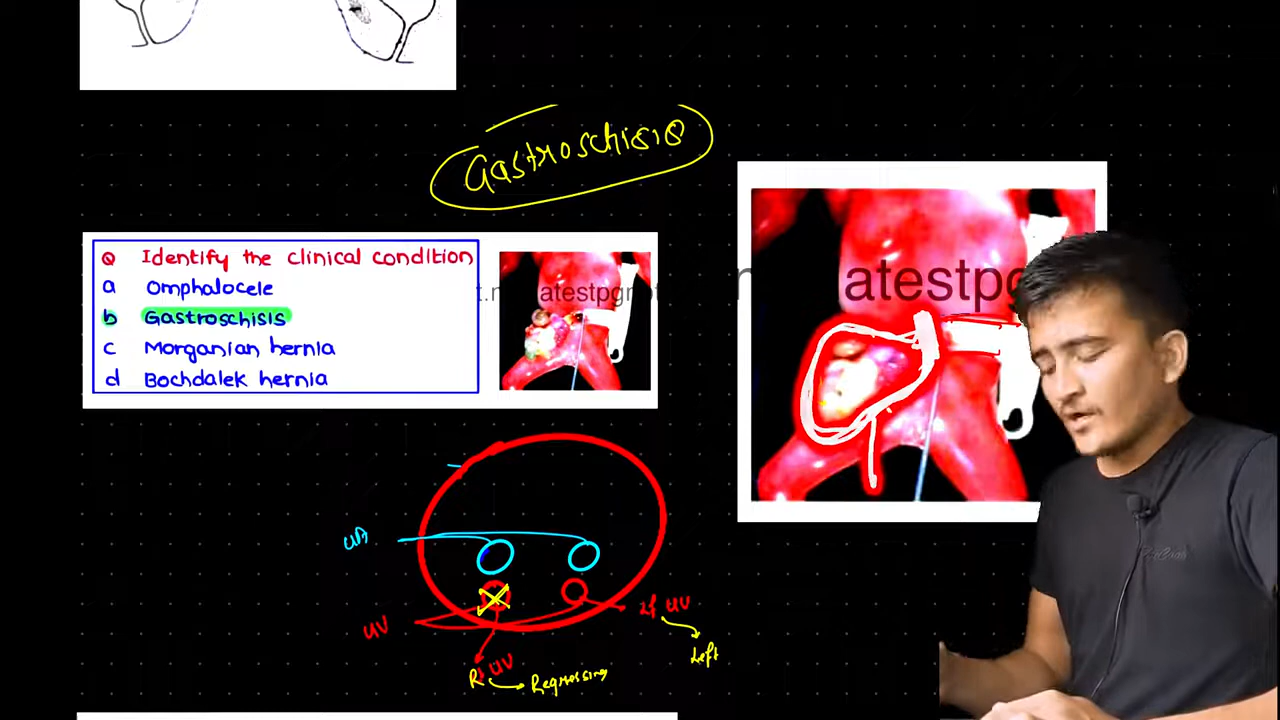 Gastroschisis
Q Identify the clinical condition
a Omphalocele
b Gastroschisis
c Morganian hernia
d Bochdalek hernia
atestpg
UA
UV
Lt UV
Left
Rt UV
Regressing